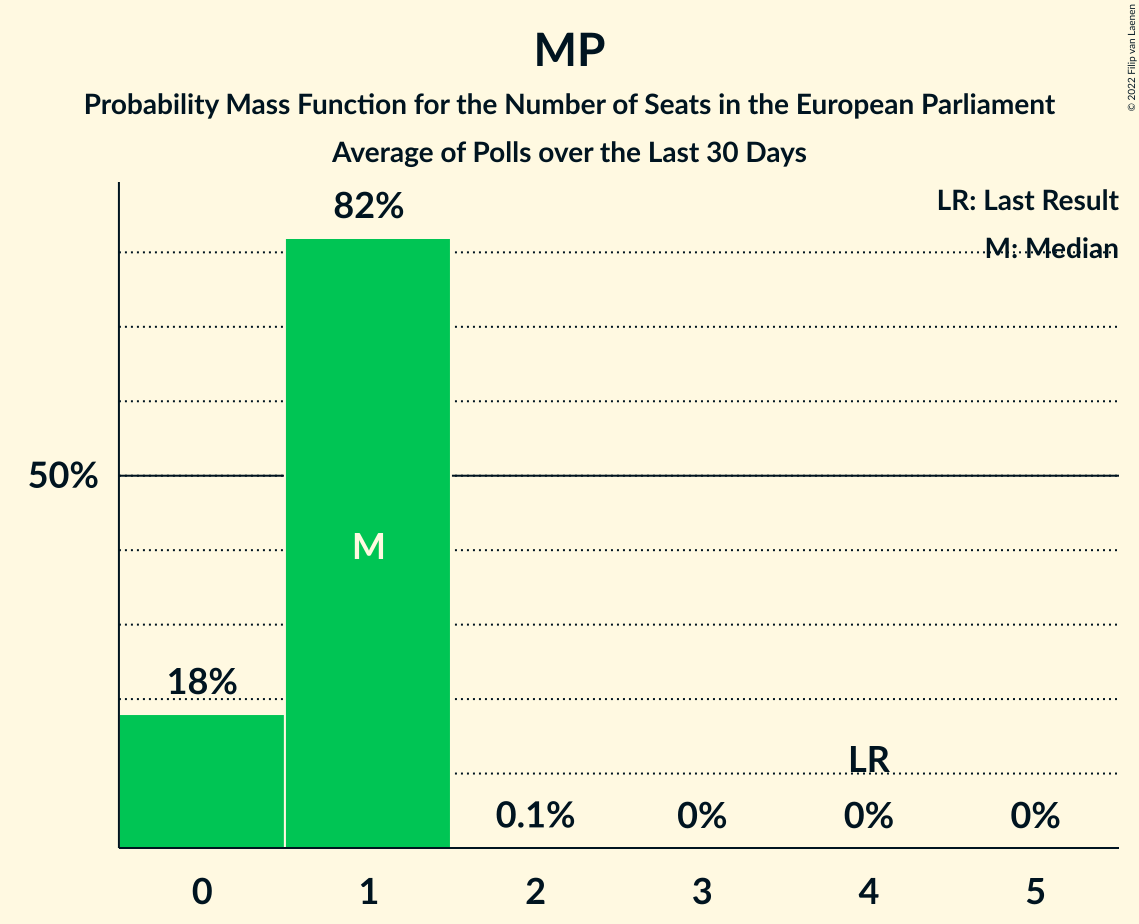 MP
Probability Mass Function for the Number of Seats in the European Parliament
Average of Polls over the Last 30 Days
© 2022 Filip van Laenen
LR: Last Result
M: Median
82%
50%
M
18%
LR
0.1%
0%
0%
0%
0 1 2 3 4 5